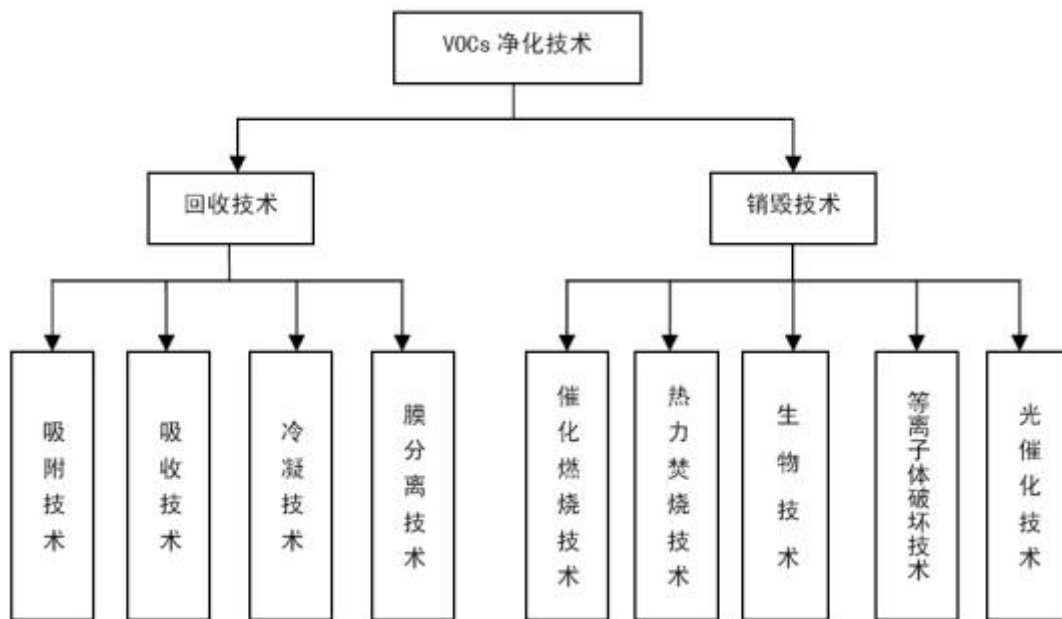 VOCs 净化技术
回收技术
销毁技术
吸附技术
吸收技术
冷凝技术
膜分离技术
催化燃烧技术
热力焚烧技术
生物技术
等离子体破坏技术
光催化技术